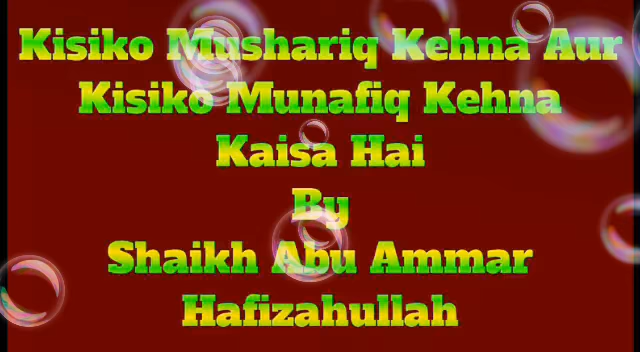 Kisiko Mushariq Kehna Aur
Kisiko Munafiq Kehna
Kaisa Hai
By
Shaikh Abu Ammar
Hafizahullah